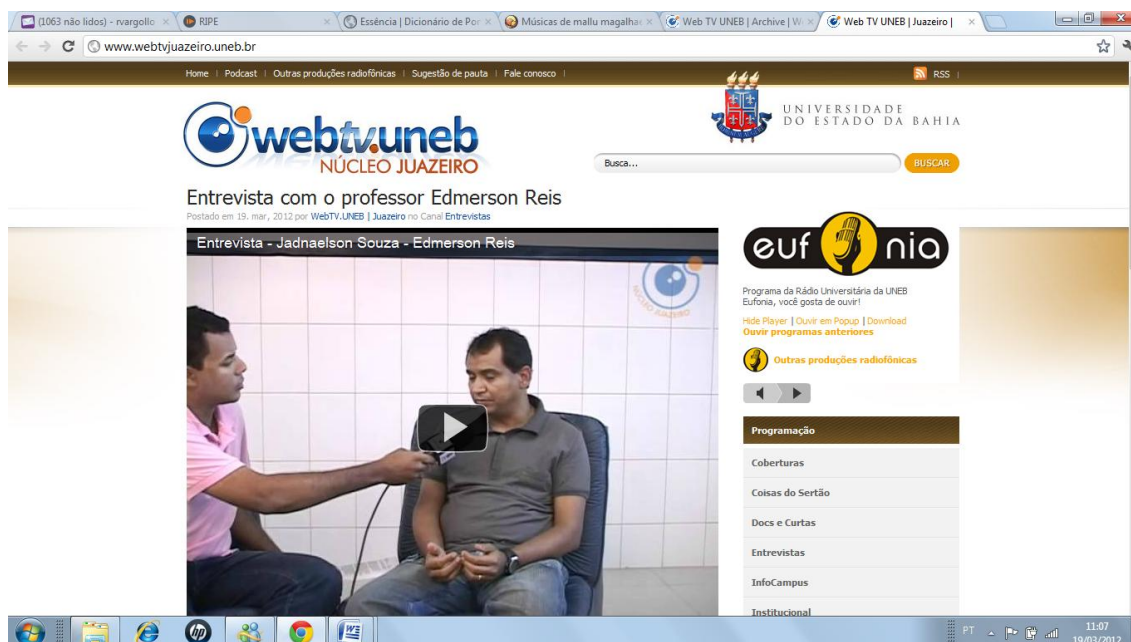 (1063 não lidos) - rvargollo
RIPE
Essência | Dicionário de Por
Músicas de mallu magalhae
Web TV UNEB | Archive | W
Web TV UNEB | Juazeiro |
www.webtvjuazeiro.uneb.br
Home | Podcast | Outras produções radiofônicas | Sugestão de pauta | Fale conosco |
RSS |
webtv.uneb
NÚCLEO JUAZEIRO
UNIVERSIDADE
DO ESTADO DA BAHIA
Busca...
BUSCAR
Entrevista com o professor Edmerson Reis
Postado em 19. mar, 2012 por WebTV.UNEB | Juazeiro no Canal Entrevistas
Entrevista - Jadnaelson Souza - Edmerson Reis
NÚCLEO JUAZEIRO
eufonia
Programa da Rádio Universitária da UNEB
Eufonia, você gosta de ouvir!
Hide Player | Ouvir em Popup | Download
Ouvir programas anteriores
Outras produções radiofônicas
Programação
Coberturas
Coisas do Sertão
Docs e Curtas
Entrevistas
InfoCampus
Institucional
hp
PT
11:07
19/03/2012